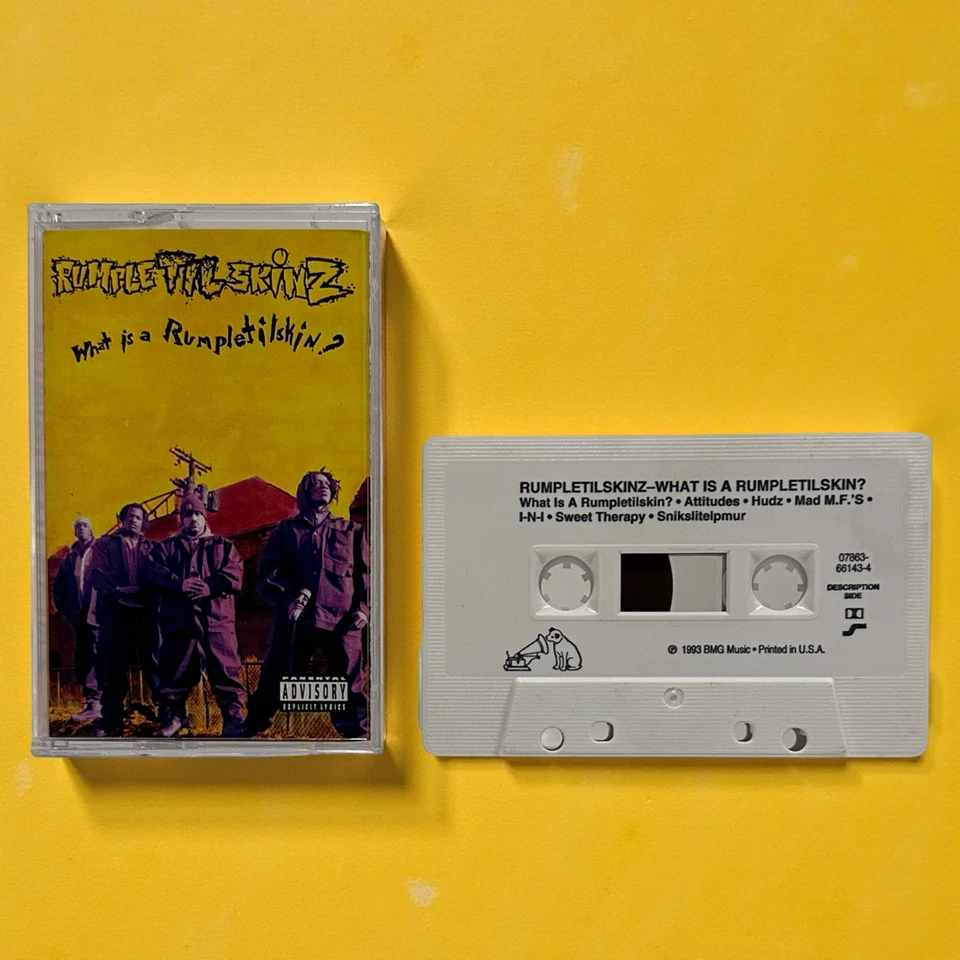 RUMPLETILSKINZ
What is a Rumpletilskin?
PARENTAL
ADVISORY
EXPLICIT LYRICS
RUMPLETILSKINZ–WHAT IS A RUMPLETILSKIN?
What Is A Rumpletilskin? • Attitudes • Hudz • Mad M.F.'S •
I-N-I • Sweet Therapy • Snikslitelpmur
07863-
66143-4
DESCRIPTION
SIDE
℗ 1993 BMG Music • Printed in U.S.A.